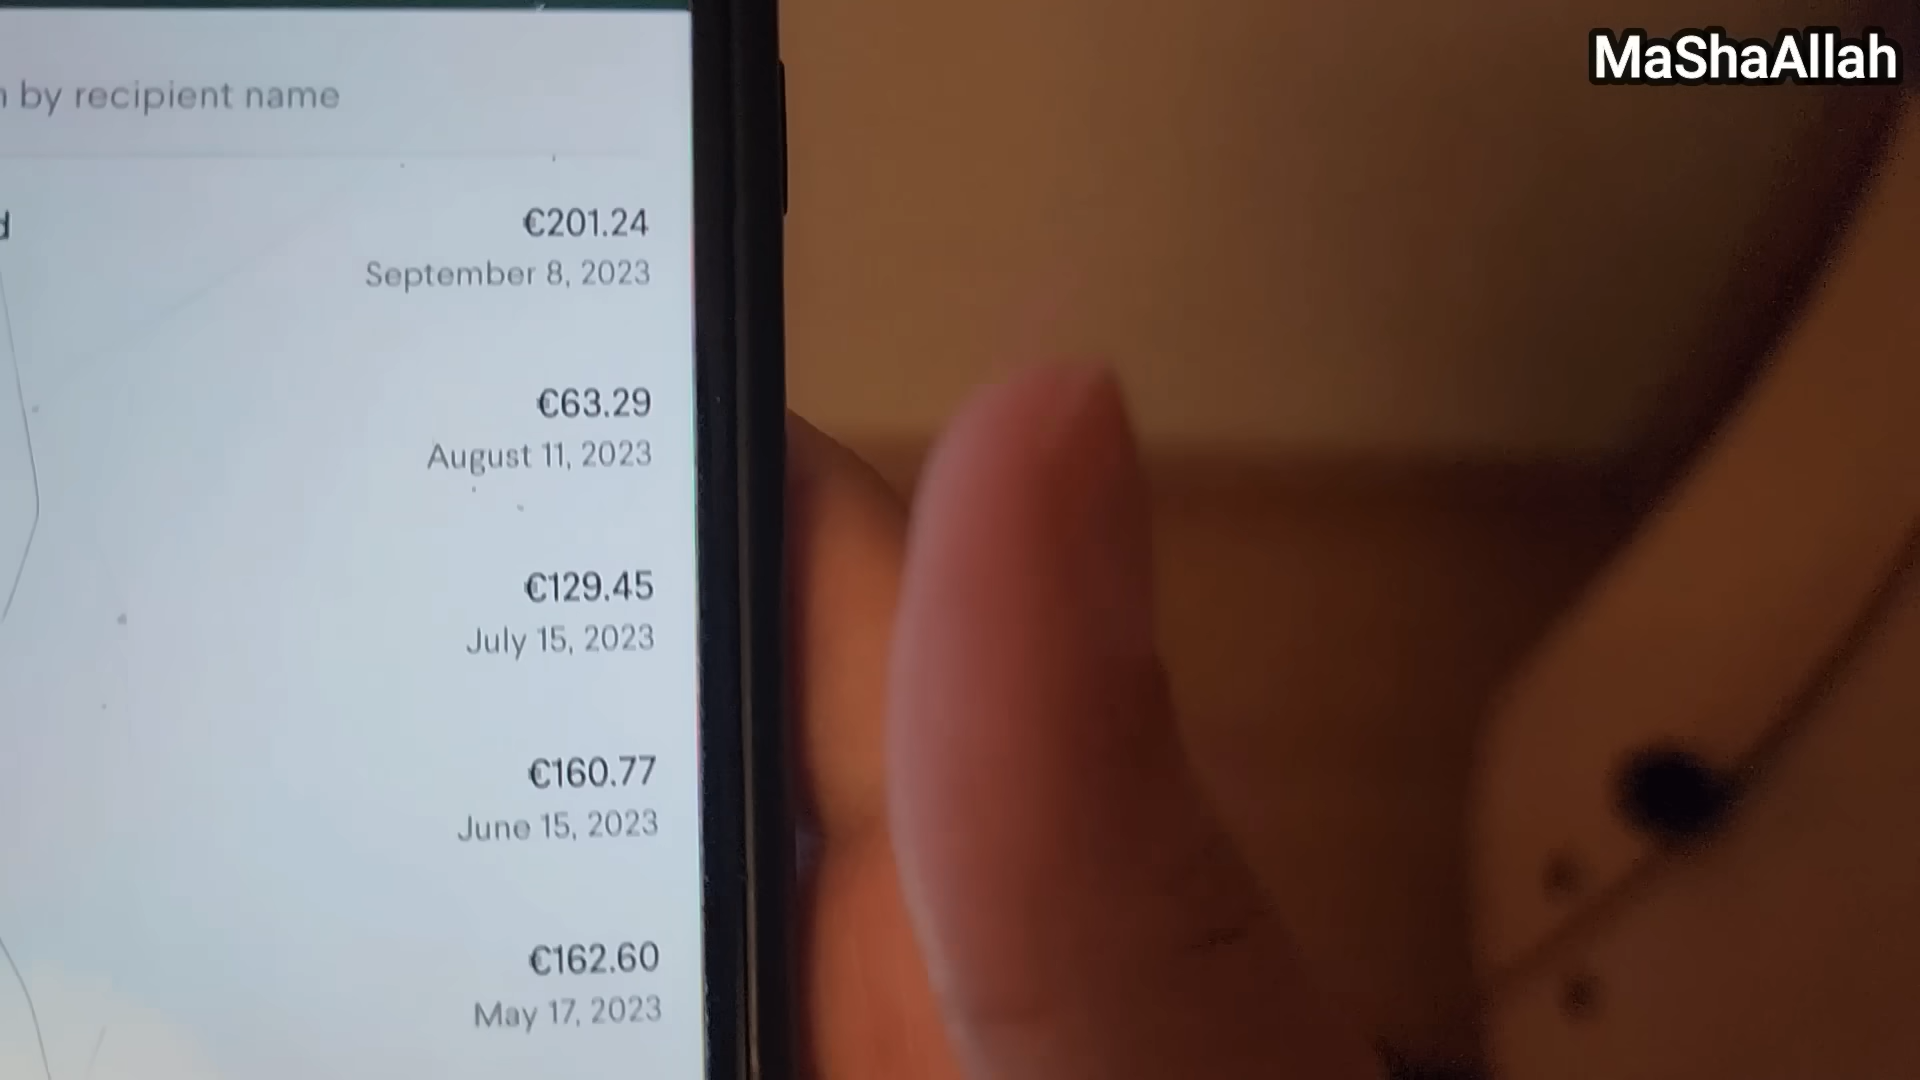 MaShaAllah
by recipient name
€201.24
September 8, 2023
€63.29
August 11, 2023
€129.45
July 15, 2023
€160.77
June 15, 2023
€162.60
May 17, 2023